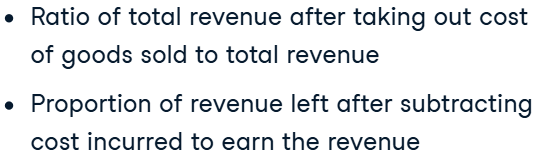 • Ratio of total revenue after taking out cost
of goods sold to total revenue
• Proportion of revenue left after subtracting
cost incurred to earn the revenue